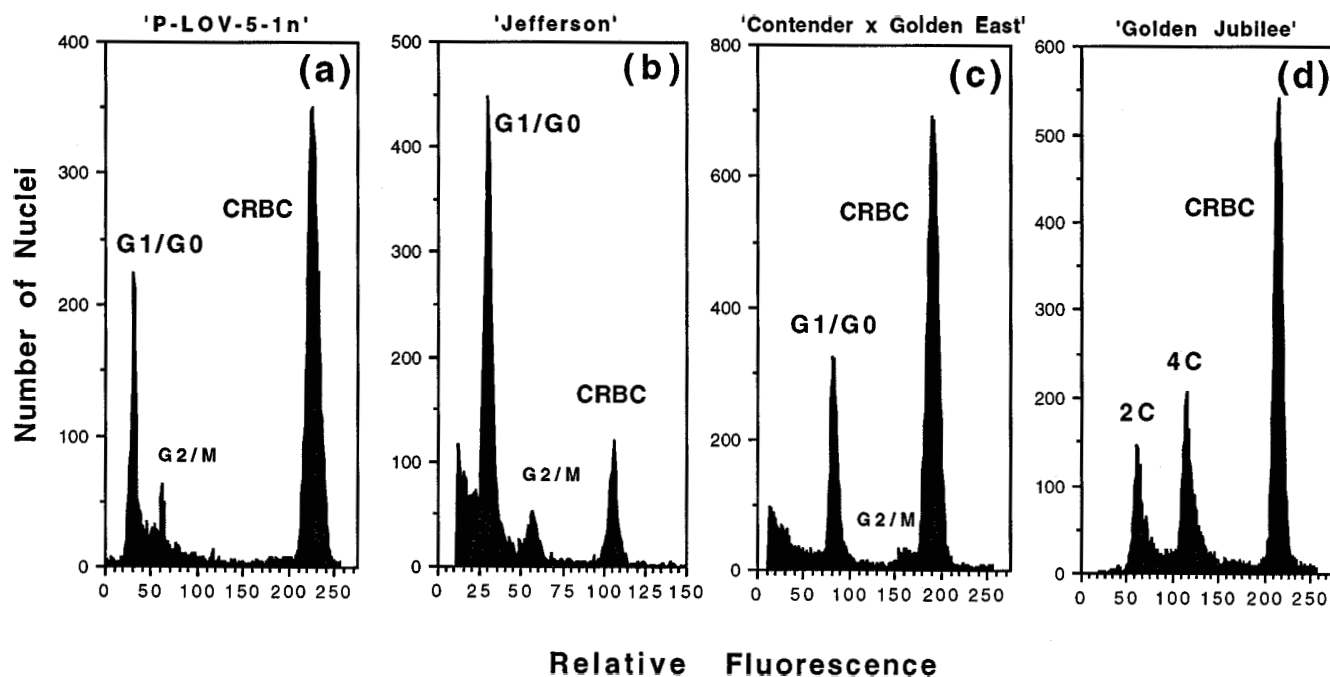 'P-LOV-5-1n'
'Jefferson'
'Contender x Golden East'
'Golden Jubilee'
Number of Nuclei
400
300
200
100
0
(a)
G1/G0
G2/M
CRBC
0 50 100 150 200 250
500
400
300
200
100
0
(b)
G1/G0
G2/M
CRBC
0 25 50 75 100 125 150
800
600
400
200
0
(c)
G1/G0
G2/M
CRBC
0 50 100 150 200 250
600
500
400
300
200
100
0
(d)
2C
4C
CRBC
0 50 100 150 200 250
Relative Fluorescence